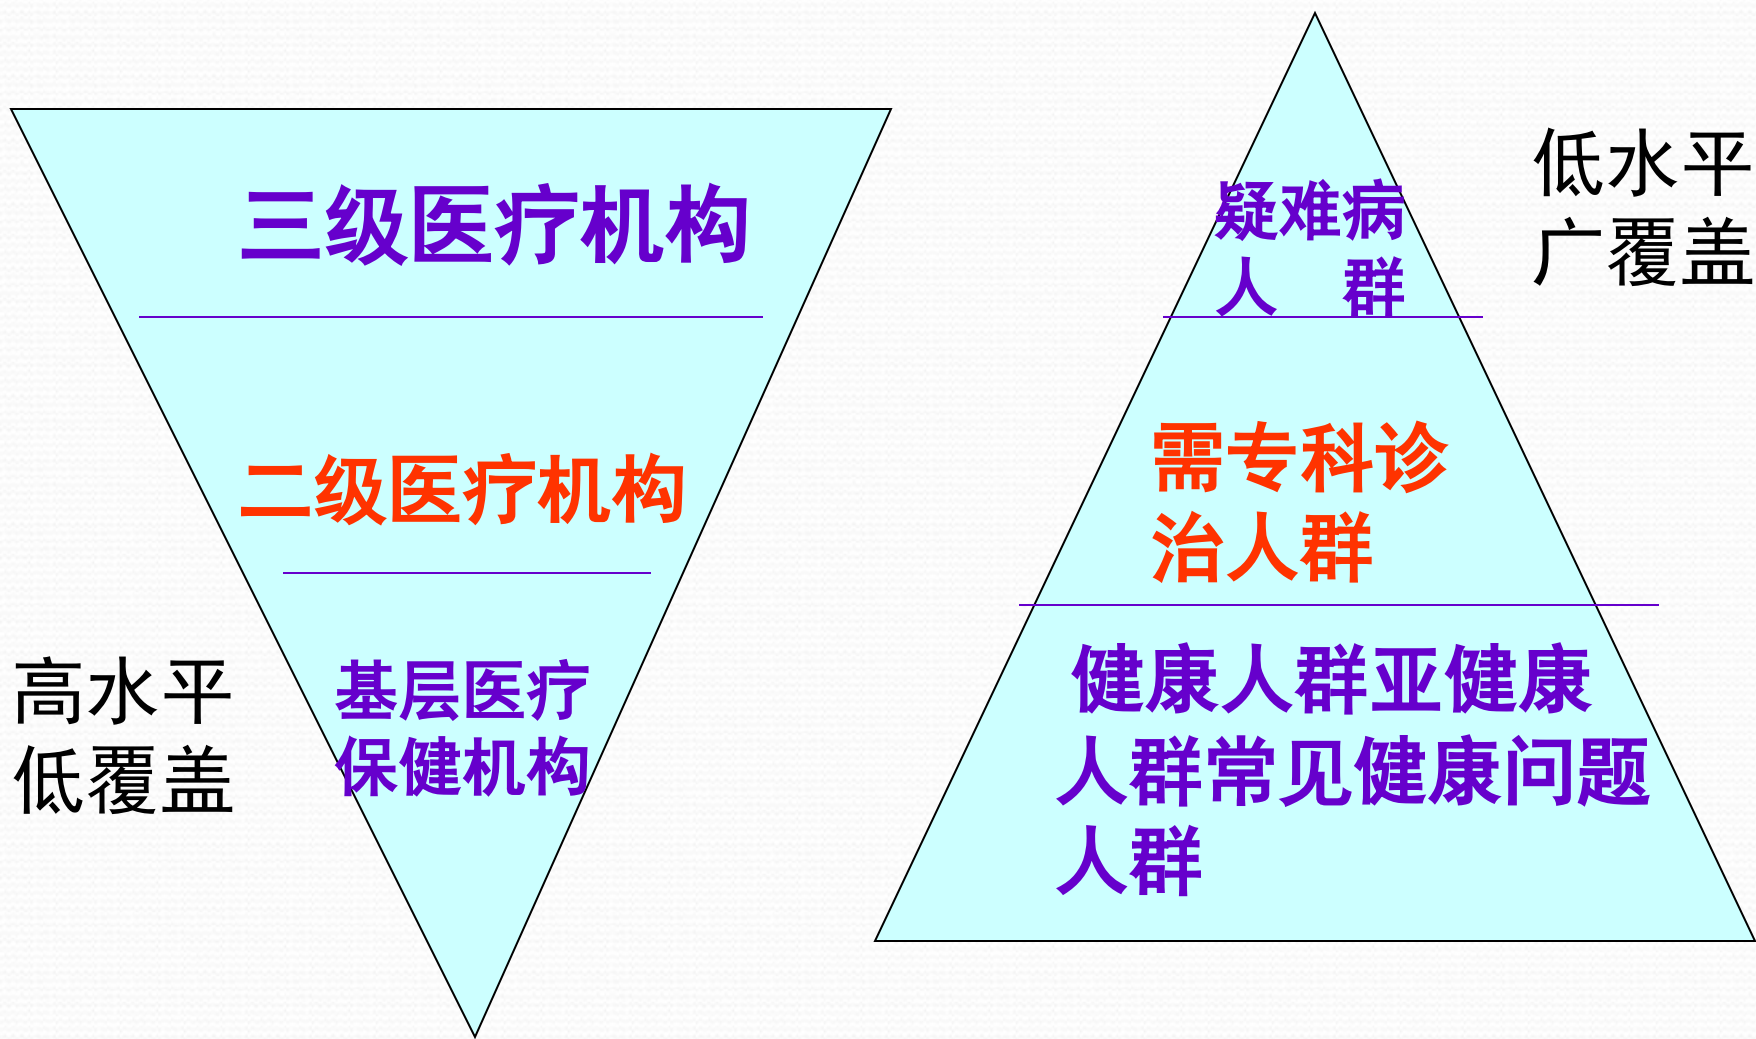 三级医疗机构
二级医疗机构
基层医疗
保健机构
高水平
低覆盖
疑难病
人 群
需专科诊
治人群
健康人群亚健康
人群常见健康问题
人群
低水平
广覆盖